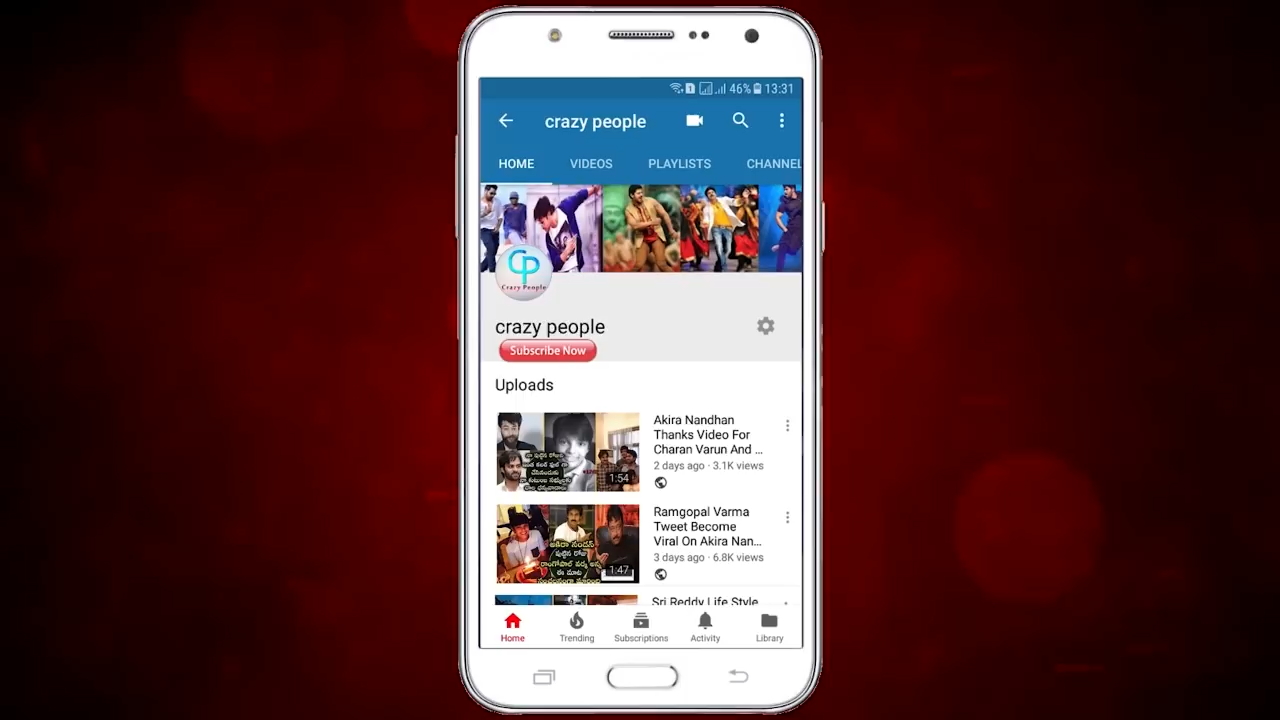 46% 13:31
crazy people
HOME VIDEOS PLAYLISTS CHANNEL
CP
Crazy People
crazy people
Subscribe Now
Uploads
Akira Nandhan
Thanks Video For
Charan Varun And ...
2 days ago · 3.1K views
1:54
Ramgopal Varma
Tweet Become
Viral On Akira Nan...
3 days ago · 6.8K views
అకీరా నందన్
పుట్టిన రోజు
ఈ మాట
1:47
Sri Reddy Life Style
Home Trending Subscriptions Activity Library